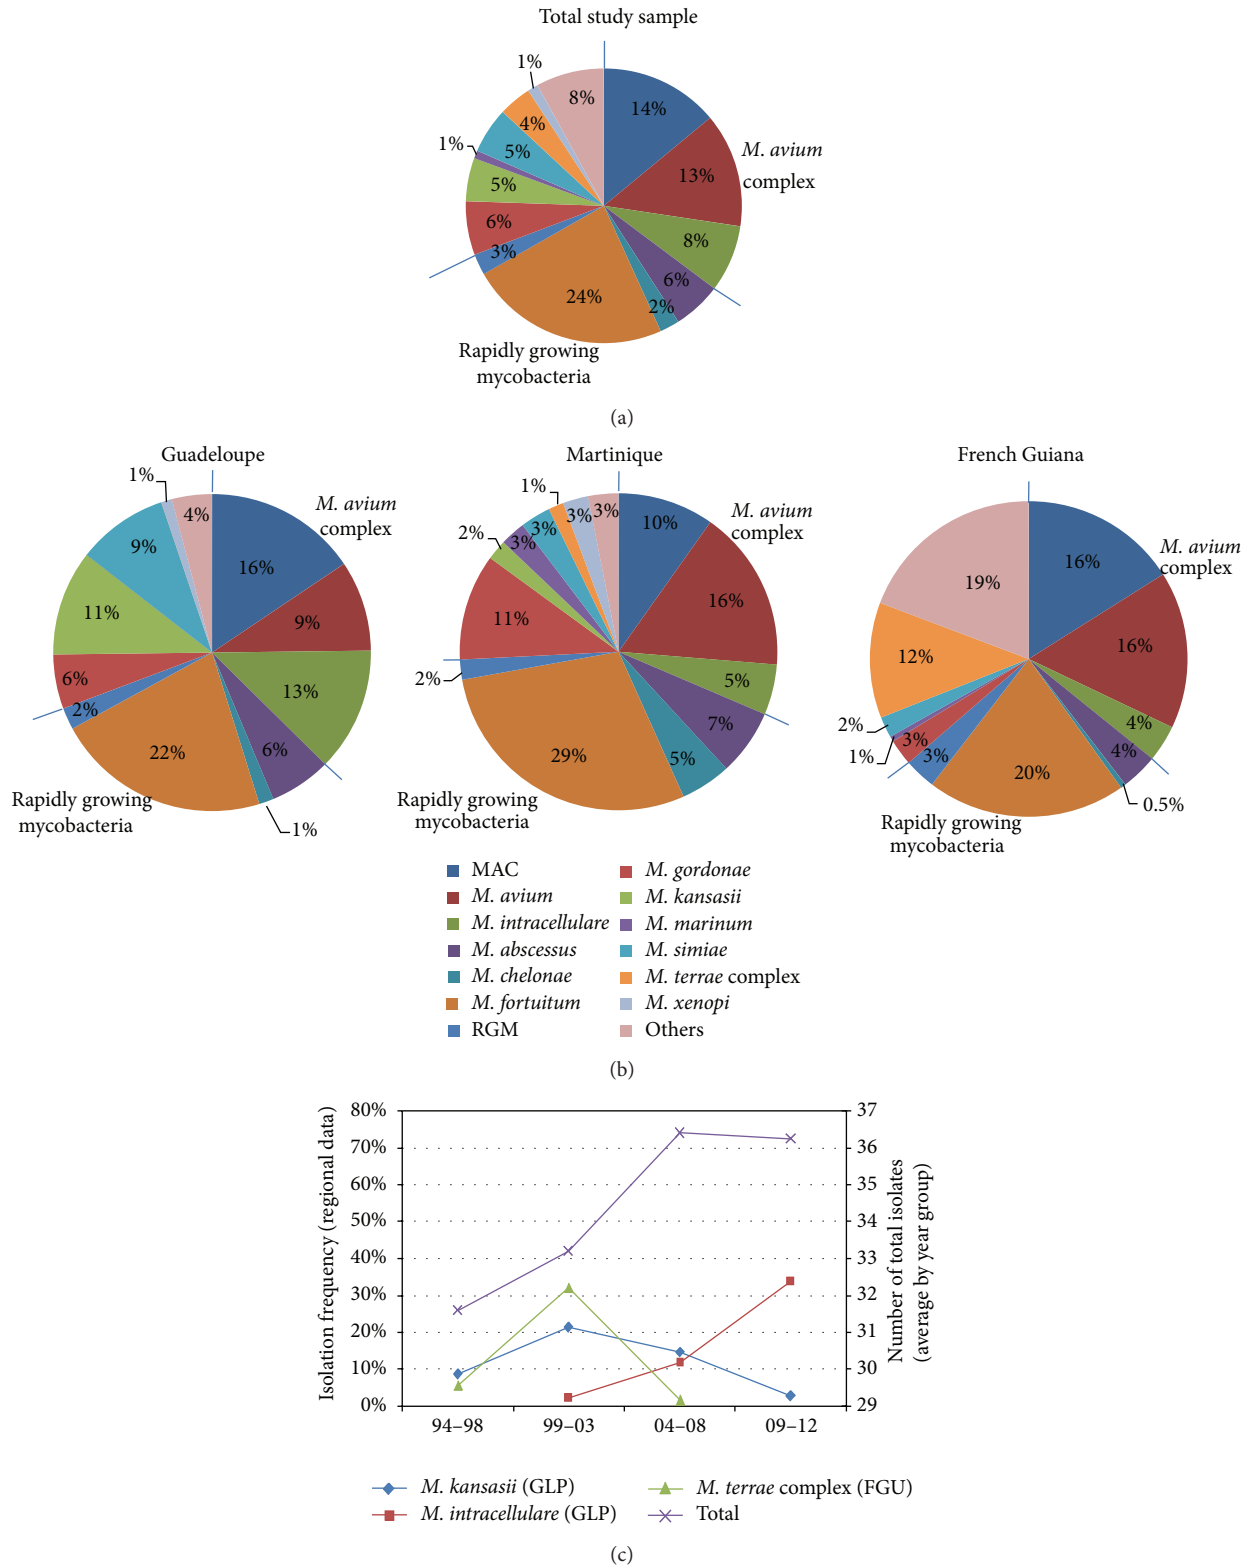 Total study sample
1%
8%
14%
4%
1%
5%
M. avium
complex
13%
5%
6%
8%
3%
6%
2%
24%
Rapidly growing
mycobacteria
(a)
Guadeloupe
1%
4%
M. avium
complex
9%
16%
11%
9%
6%
13%
2%
6%
22%
Rapidly growing
mycobacteria
1%
Martinique
1%
3%
3%
10%
M. avium
complex
2%
3%
3%
16%
11%
5%
2%
7%
5%
29%
Rapidly growing
mycobacteria
French Guiana
M. avium
complex
19%
16%
16%
12%
2%
4%
1%
3%
4%
3%
20%
0.5%
Rapidly growing
mycobacteria
MAC
M. avium
M. intracellulare
M. abscessus
M. chelonae
M. fortuitum
RGM
M. gordonae
M. kansasii
M. marinum
M. simiae
M. terrae complex
M. xenopi
Others
(b)
Isolation frequency (regional data)
80%
70%
60%
50%
40%
30%
20%
10%
0%
37
36
35
34
33
32
31
30
29
Number of total isolates
(average by year group)
94–98
99–03
04–08
09–12
M. kansasii (GLP)
M. intracellulare (GLP)
M. terrae complex (FGU)
Total
(c)